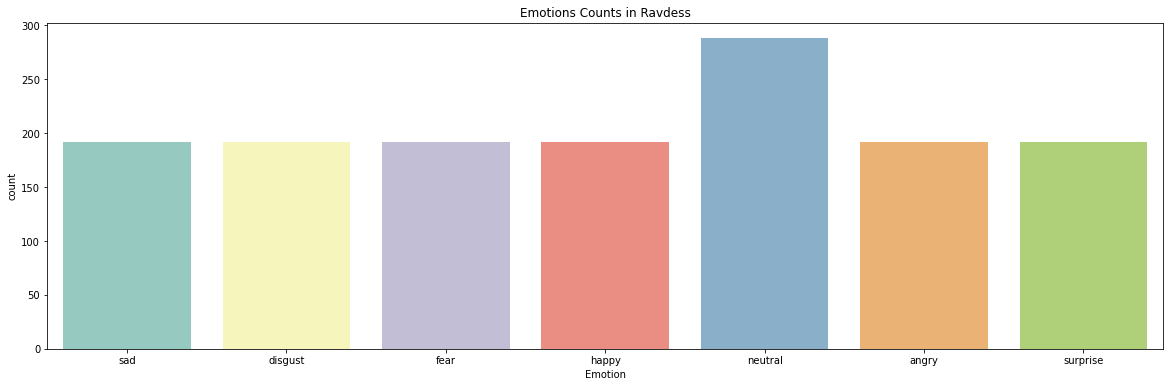 Emotions Counts in Ravdess
300
250
200
150
100
50
0
count
sad disgust fear happy neutral angry surprise
Emotion